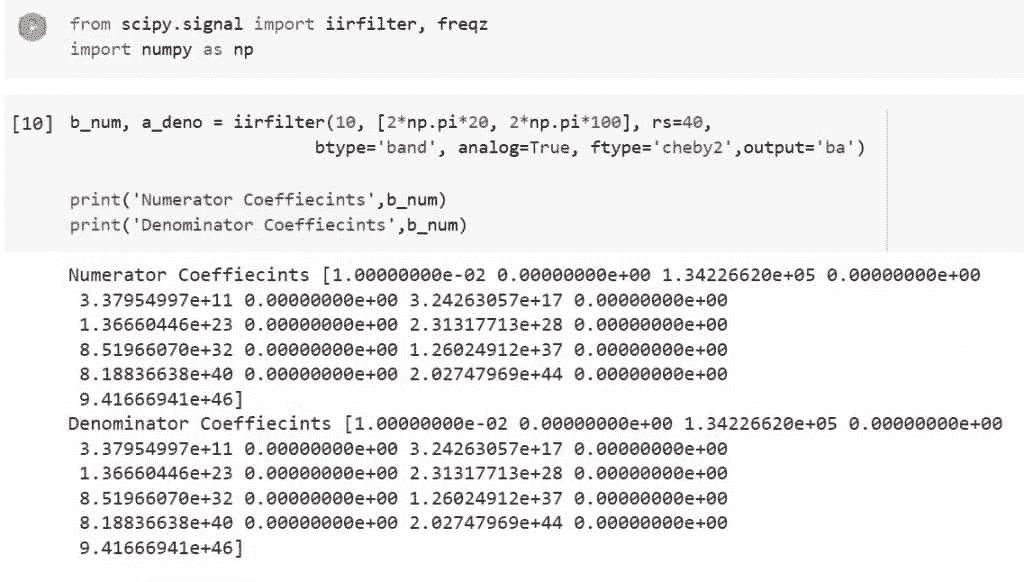 from scipy.signal import iirfilter, freqz
import numpy as np
[10] b_num, a_deno = iirfilter(10, [2*np.pi*20, 2*np.pi*100], rs=40,
btype='band', analog=True, ftype='cheby2',output='ba')
print('Numerator Coeffiecints',b_num)
print('Denominator Coeffiecints',b_num)
Numerator Coeffiecints [1.00000000e-02 0.00000000e+00 1.34226620e+05 0.00000000e+00
3.37954997e+11 0.00000000e+00 3.24263057e+17 0.00000000e+00
1.36660446e+23 0.00000000e+00 2.31317713e+28 0.00000000e+00
8.51966070e+32 0.00000000e+00 1.26024912e+37 0.00000000e+00
8.18836638e+40 0.00000000e+00 2.02747969e+44 0.00000000e+00
9.41666941e+46]
Denominator Coeffiecints [1.00000000e-02 0.00000000e+00 1.34226620e+05 0.00000000e+00
3.37954997e+11 0.00000000e+00 3.24263057e+17 0.00000000e+00
1.36660446e+23 0.00000000e+00 2.31317713e+28 0.00000000e+00
8.51966070e+32 0.00000000e+00 1.26024912e+37 0.00000000e+00
8.18836638e+40 0.00000000e+00 2.02747969e+44 0.00000000e+00
9.41666941e+46]